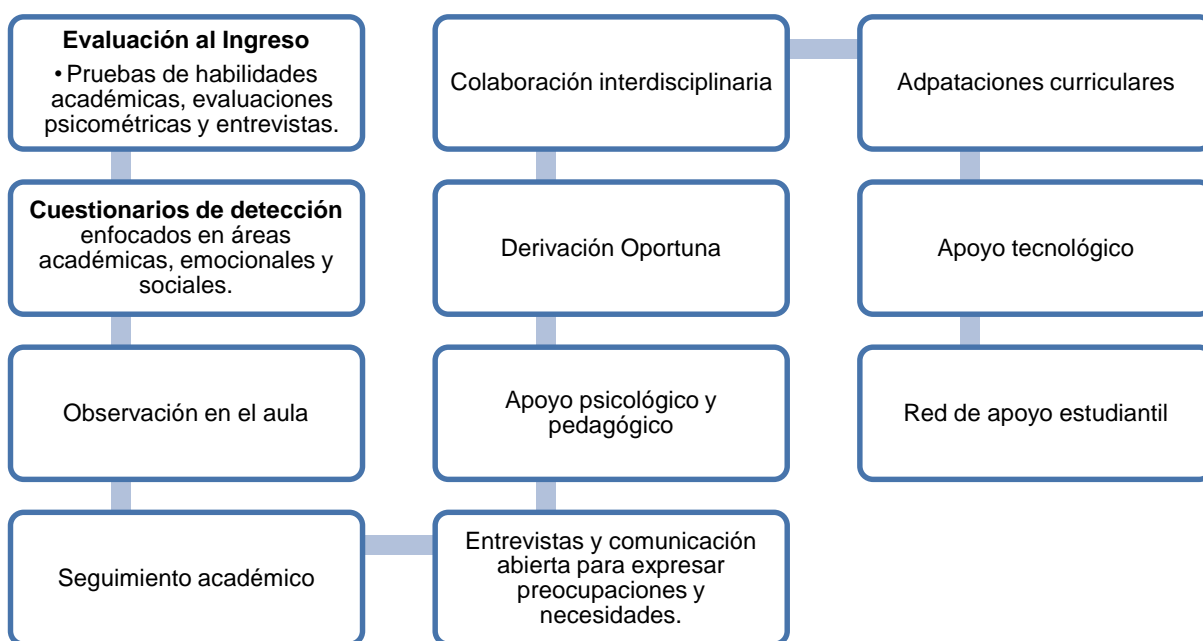 Evaluación al Ingreso
• Pruebas de habilidades
académicas, evaluaciones
psicométricas y entrevistas.
Cuestionarios de detección
enfocados en áreas
académicas, emocionales y
sociales.
Observación en el aula
Seguimiento académico
Entrevistas y comunicación
abierta para expresar
preocupaciones y
necesidades.
Apoyo psicológico y
pedagógico
Derivación Oportuna
Colaboración interdisciplinaria
Adpataciones curriculares
Apoyo tecnológico
Red de apoyo estudiantil